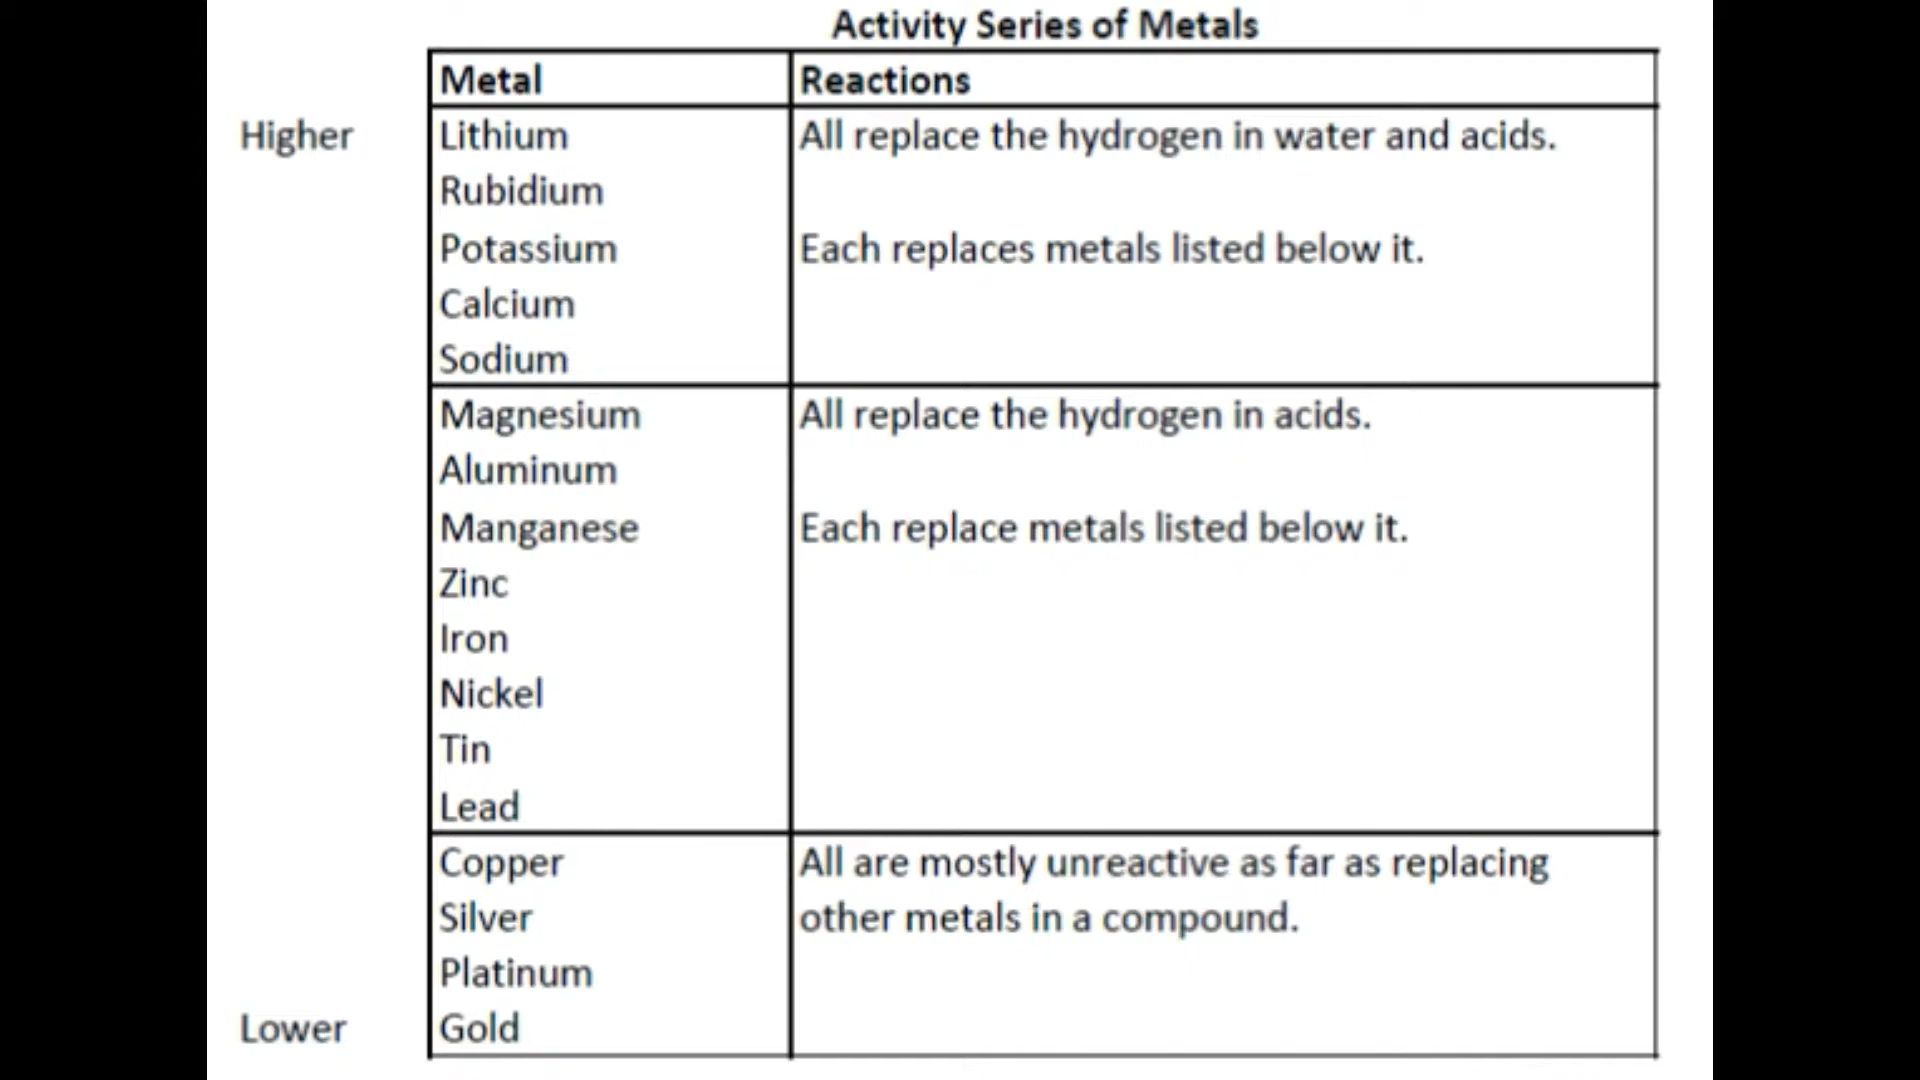 Activity Series of Metals
Metal Reactions
Higher Lithium All replace the hydrogen in water and acids.
Rubidium
Potassium Each replaces metals listed below it.
Calcium
Sodium
Magnesium All replace the hydrogen in acids.
Aluminum
Manganese Each replace metals listed below it.
Zinc
Iron
Nickel
Tin
Lead
Copper All are mostly unreactive as far as replacing
Silver other metals in a compound.
Platinum
Lower Gold